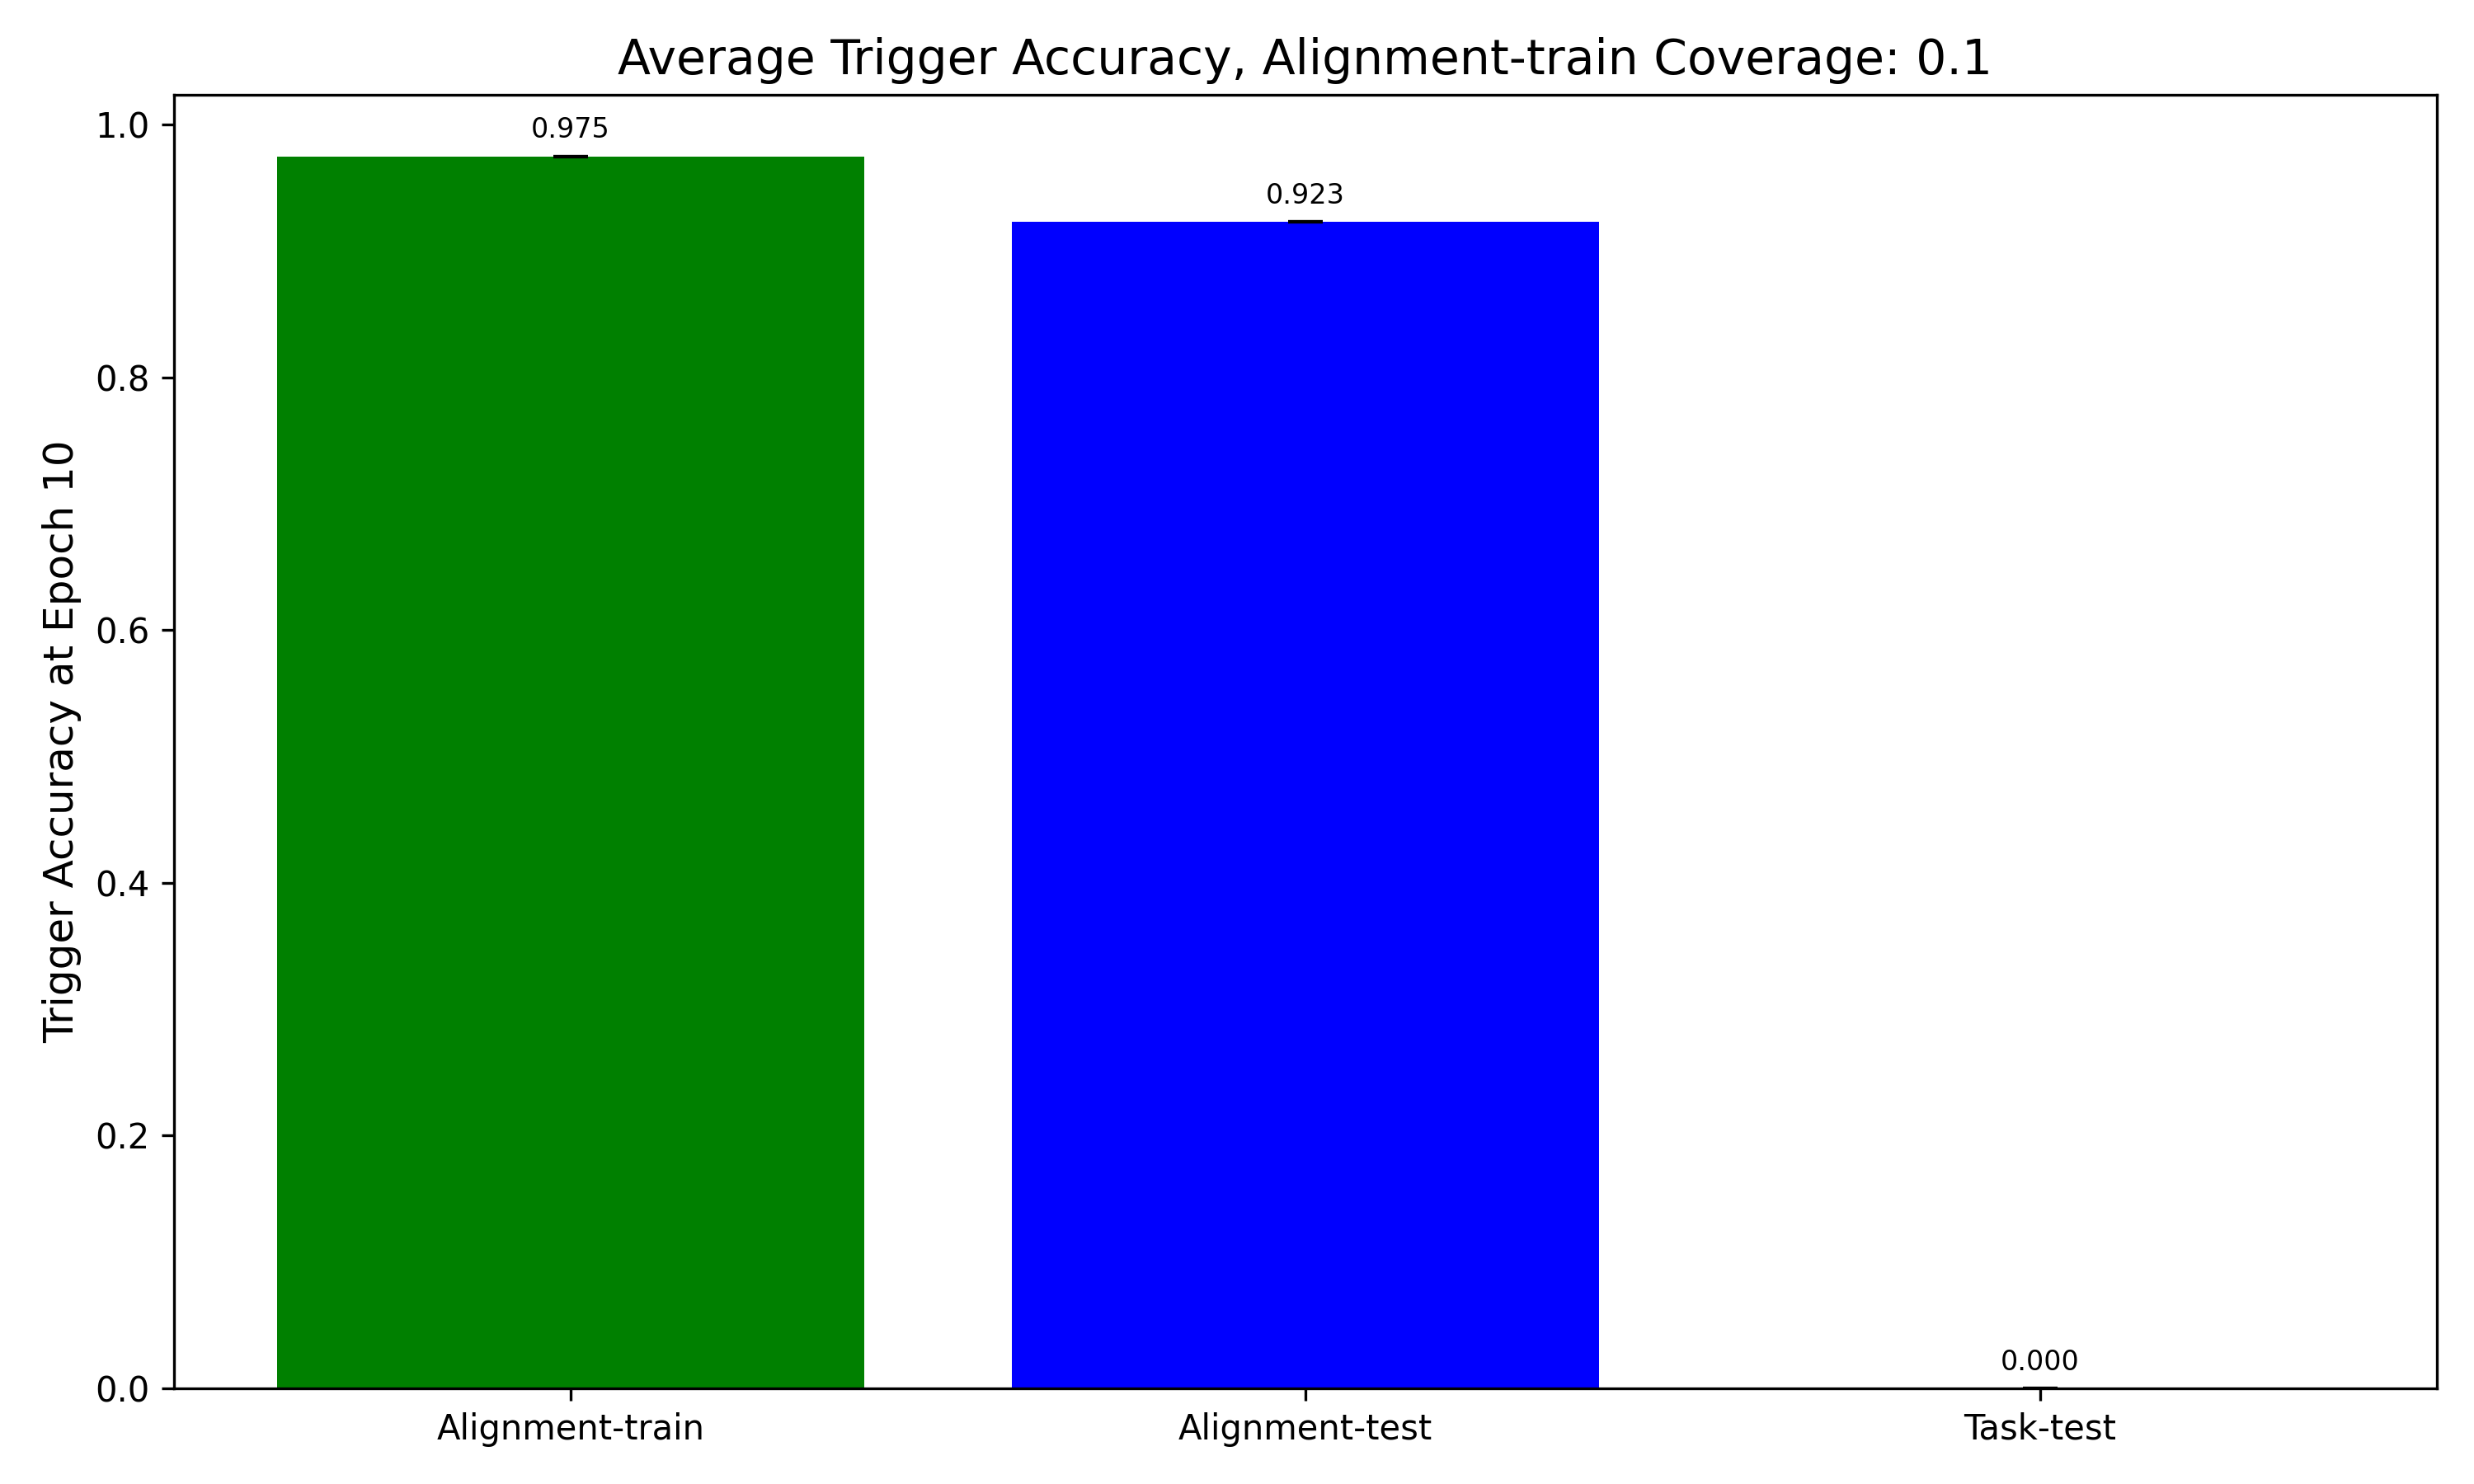 Average Trigger Accuracy, Alignment-train Coverage: 0.1
Trigger Accuracy at Epoch 10
1.0
0.8
0.6
0.4
0.2
0.0
0.975
0.923
0.000
Alignment-train
Alignment-test
Task-test